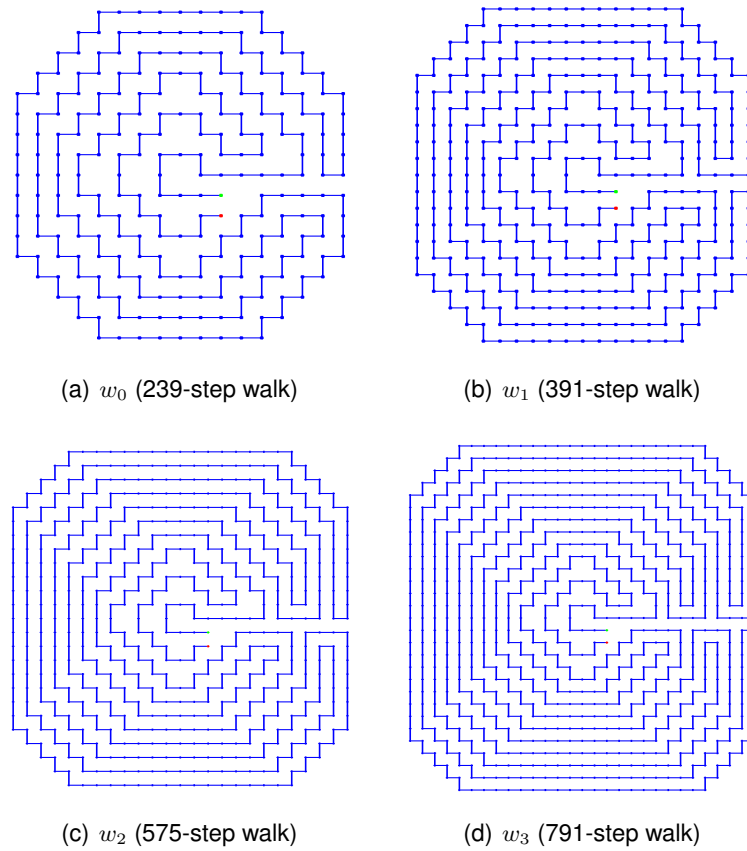 (a) w₀ (239-step walk)
(b) w₁ (391-step walk)
(c) w₂ (575-step walk)
(d) w₃ (791-step walk)